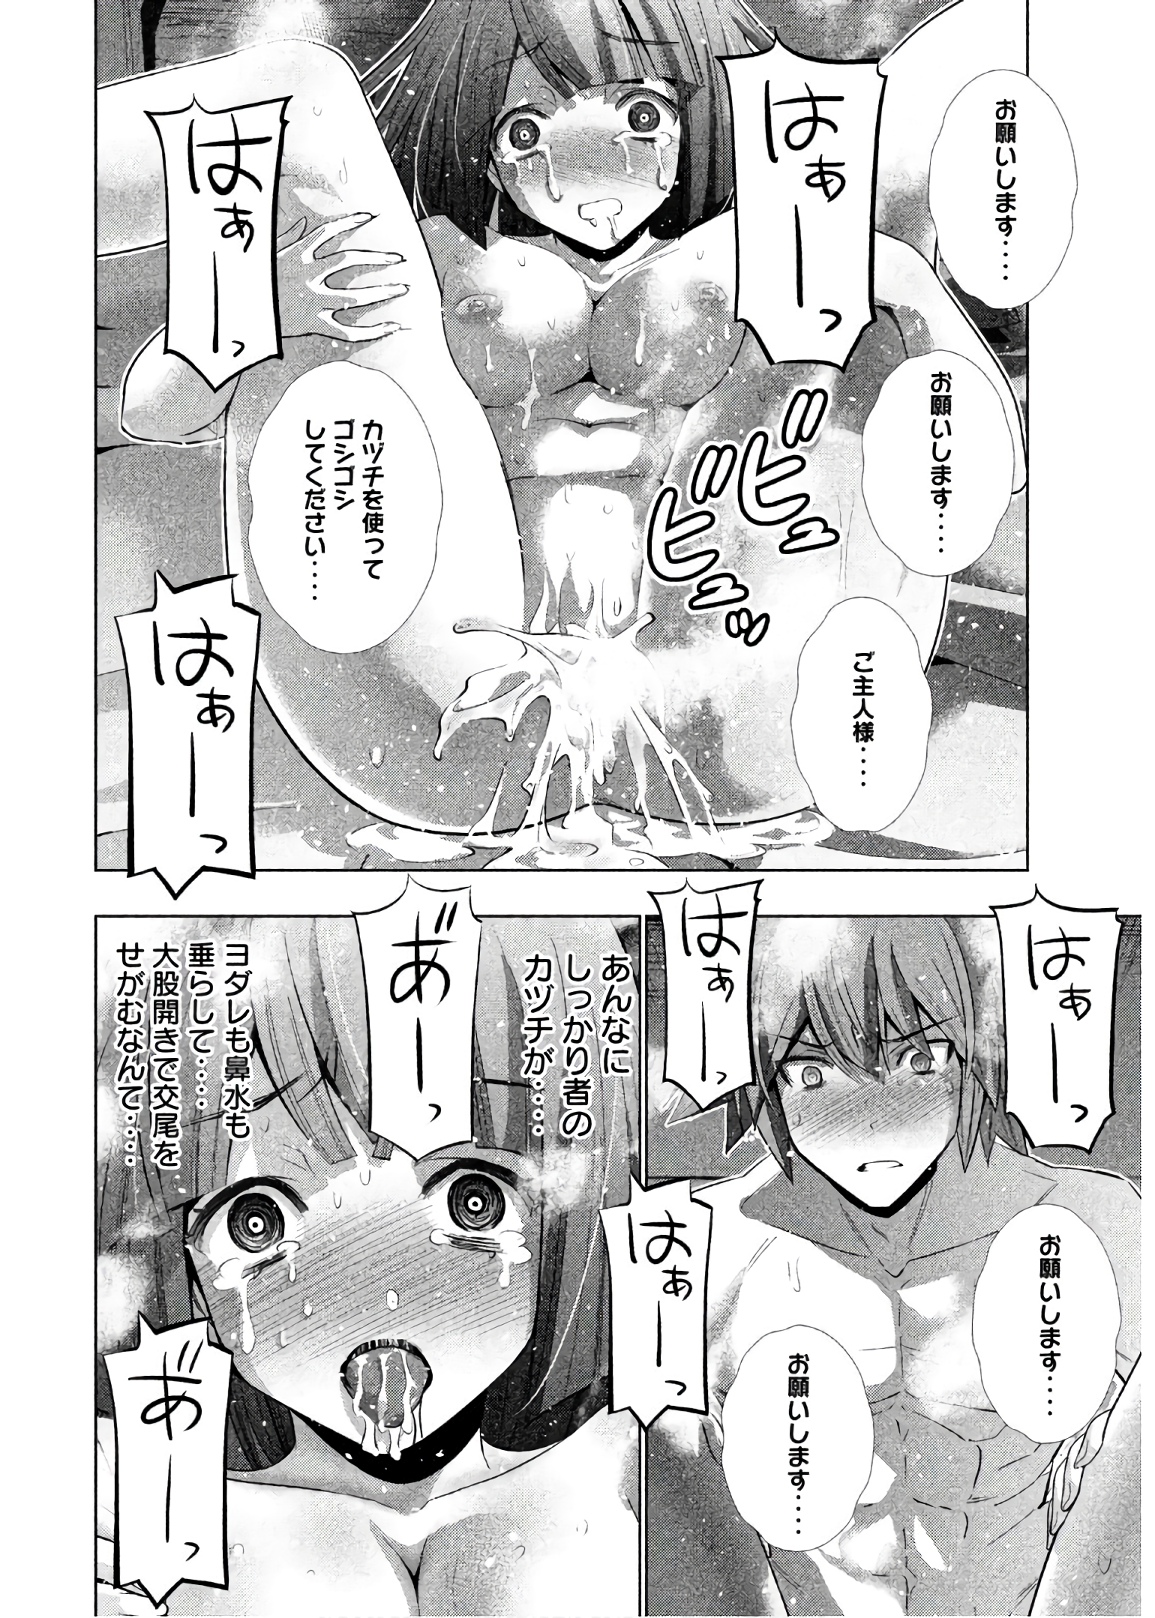 お願いします‥‥
お願いします‥‥
ご主人様‥‥
はぁーっ
ビュビュッ
はぁーっ
カヅチを使って
ゴシゴシ
してください‥‥
はぁーっ
はぁーっ
はぁーっ
お願いします‥‥
お願いします‥‥
はぁーっ
あんなに
しっかり者の
カヅチが‥‥
あ゛ーっ
ヨダレも鼻水も
垂らして‥‥
大股開きで交尾を
せがむなんて‥‥
あ゛ーっ